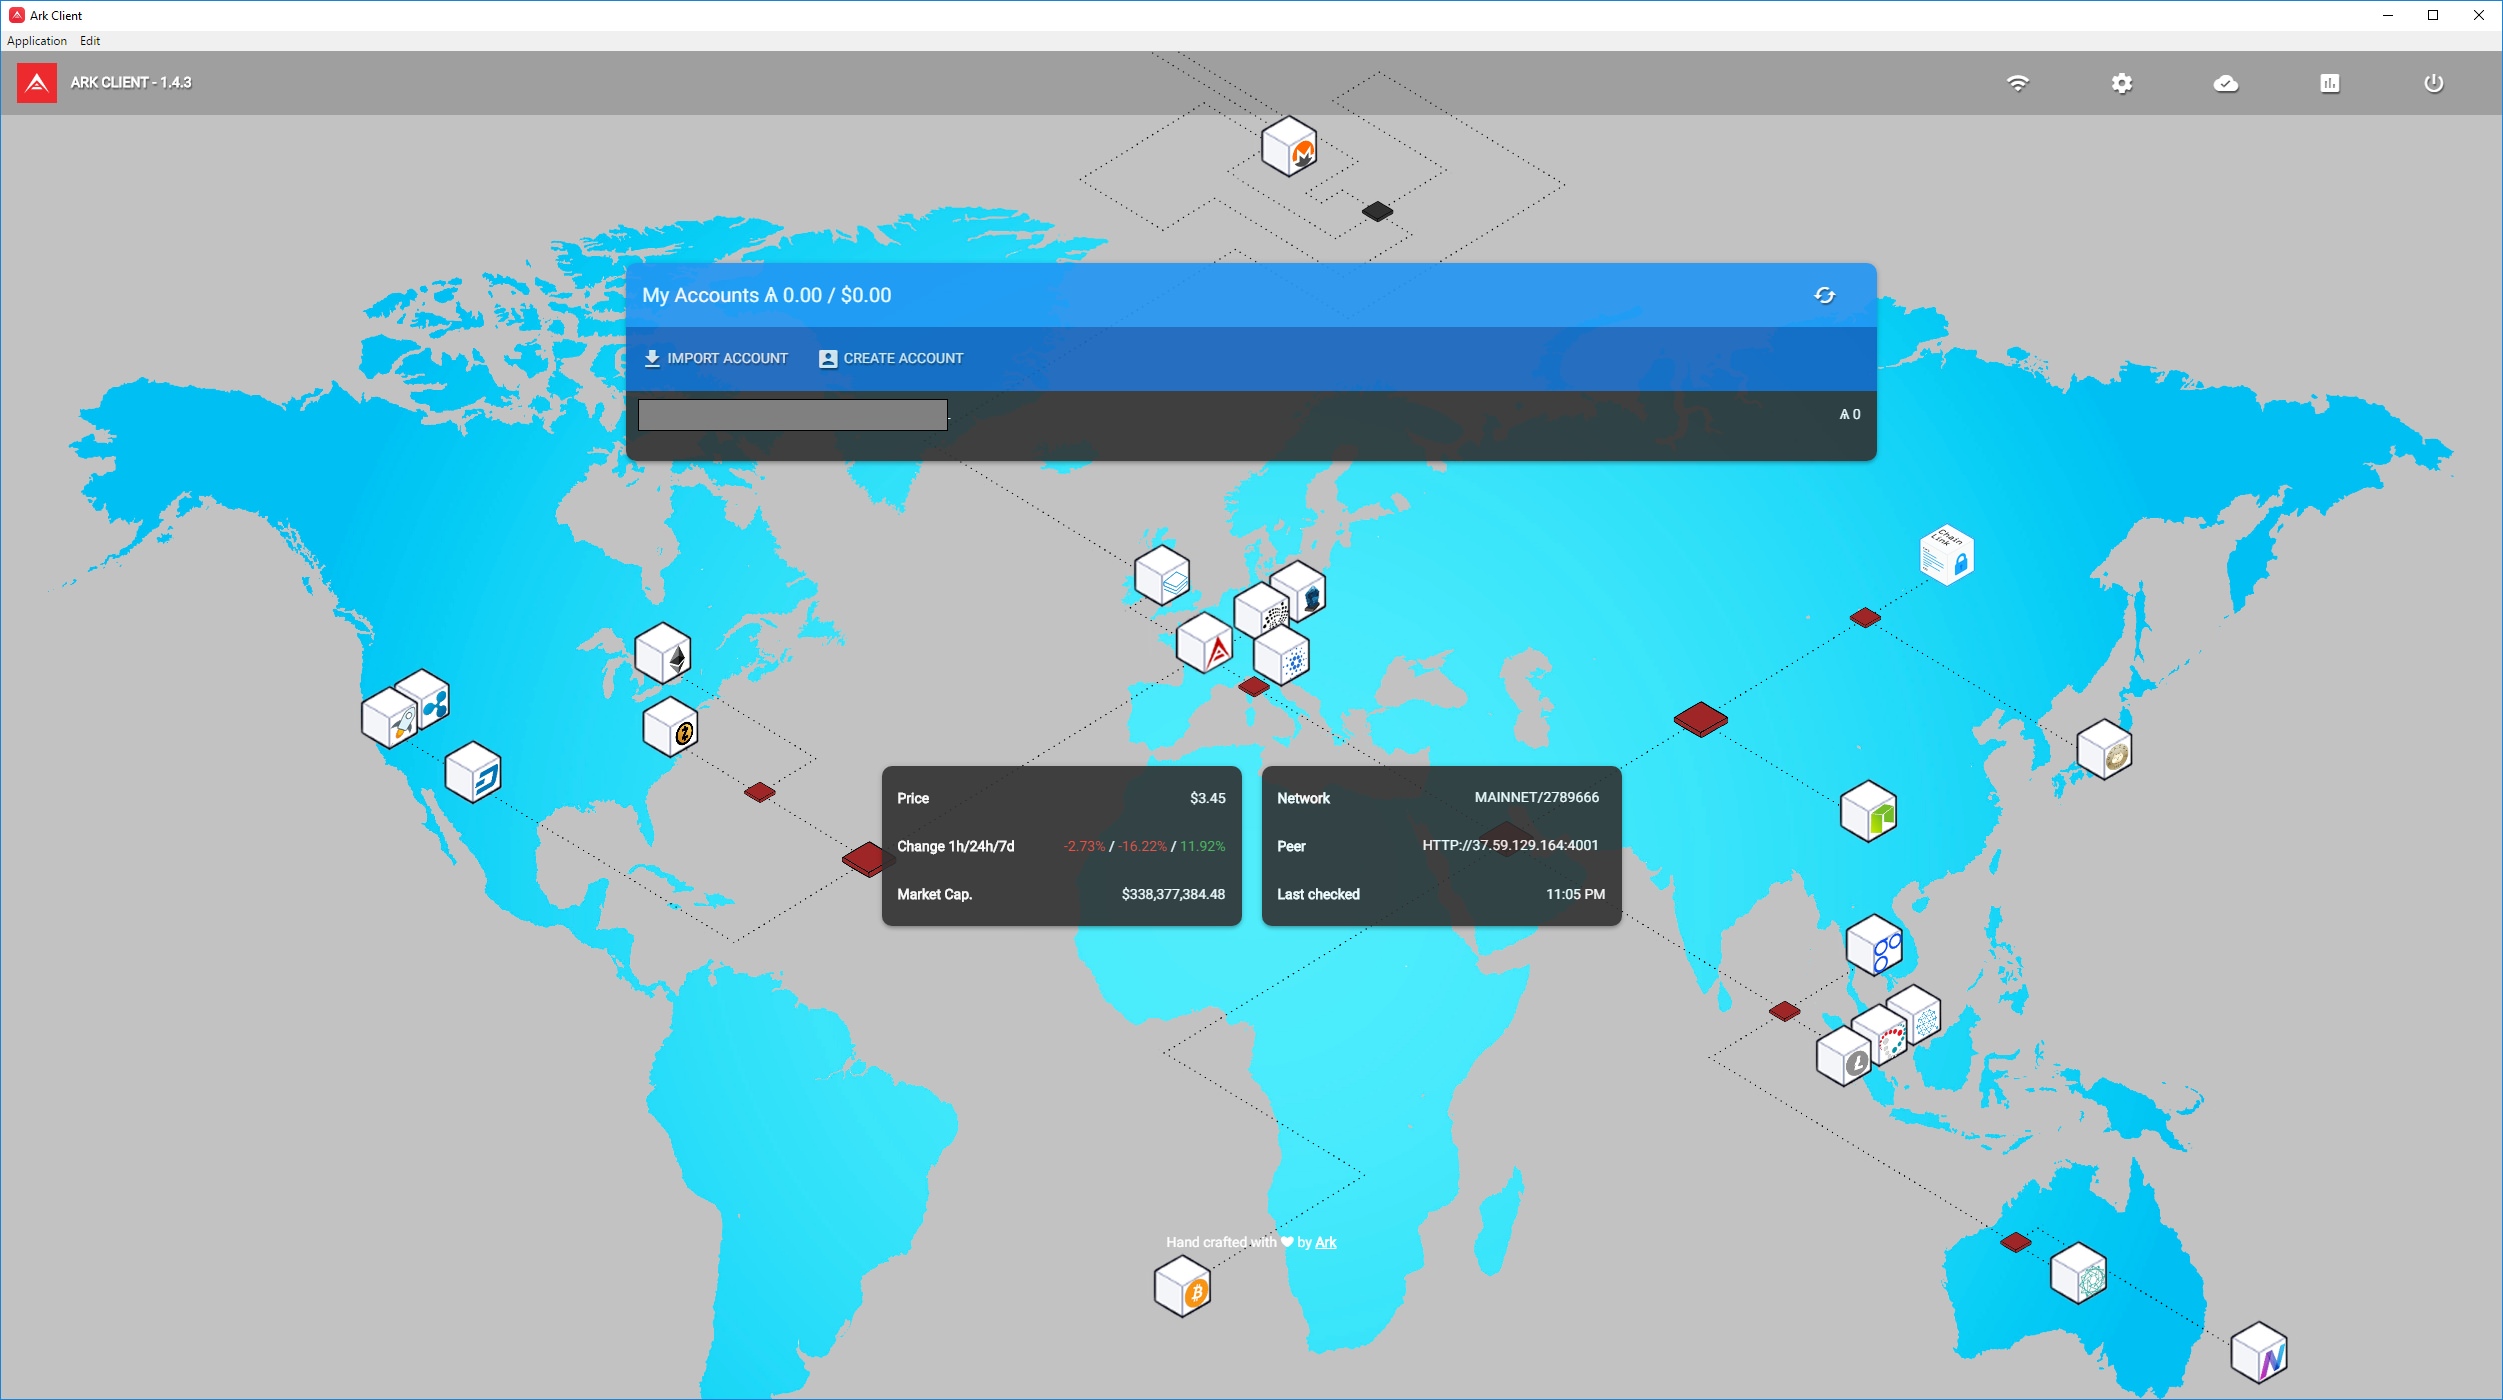 Ark Client
Application Edit
ARK CLIENT - 1.4.3
My Accounts Ѧ 0.00 / $0.00
IMPORT ACCOUNT CREATE ACCOUNT
Ѧ 0
Chain
Link
Price $3.45
Change 1h/24h/7d -2.73% / -16.22% / 11.92%
Market Cap. $338,377,384.48
Network MAINNET/2789666
Peer HTTP://37.59.129.164:4001
Last checked 11:05 PM
Hand crafted with ♥ by Ark